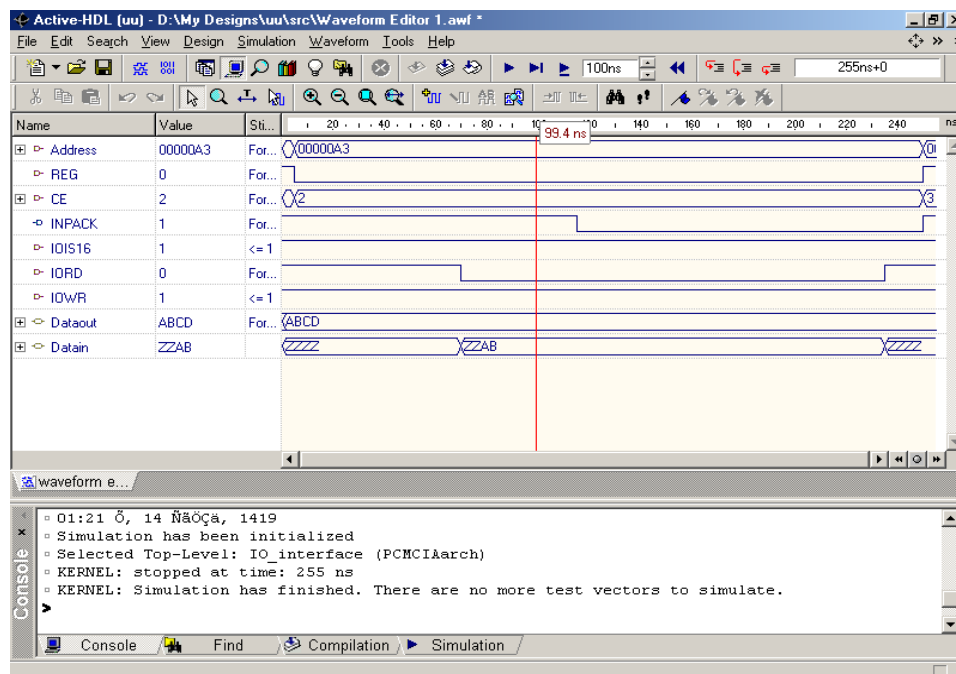 Active-HDL (uu) - D:\My Designs\uu\src\Waveform Editor 1.awf *
File Edit Search View Design Simulation Waveform Tools Help
100ns 255ns+0
Name Value Sti... 20 40 60 80 140 160 180 200 220 240 ns
99.4 ns
Address 00000A3 For... 00000A3
REG 0 For...
CE 2 For... 2 3
INPACK 1 For...
IOIS16 1 <= 1
IORD 0 For...
IOWR 1 <= 1
Dataout ABCD For... ABCD
Datain ZZAB ZZZZ ZZAB ZZZZ
waveform e...
01:21 Õ, 14 ÑãÖÇä, 1419
Simulation has been initialized
Selected Top-Level: IO_interface (PCMCIAarch)
KERNEL: stopped at time: 255 ns
KERNEL: Simulation has finished. There are no more test vectors to simulate.
>
Console
Console Find Compilation Simulation